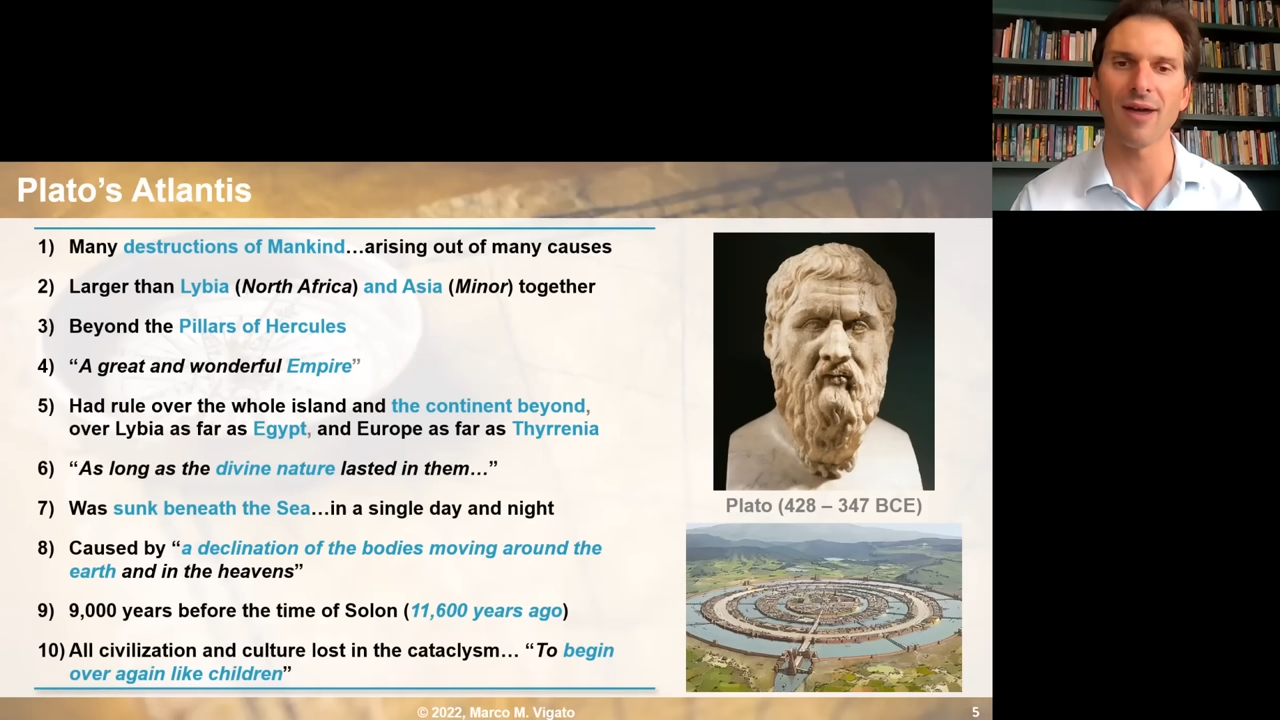 Plato's Atlantis
1) Many destructions of Mankind…arising out of many causes
2) Larger than Lybia (North Africa) and Asia (Minor) together
3) Beyond the Pillars of Hercules
4) “A great and wonderful Empire”
5) Had rule over the whole island and the continent beyond,
over Lybia as far as Egypt, and Europe as far as Thyrrenia
6) “As long as the divine nature lasted in them…”
7) Was sunk beneath the Sea…in a single day and night
8) Caused by “a declination of the bodies moving around the
earth and in the heavens”
9) 9,000 years before the time of Solon (11,600 years ago)
10) All civilization and culture lost in the cataclysm… “To begin
over again like children”
Plato (428 – 347 BCE)
© 2022, Marco M. Vigato
5